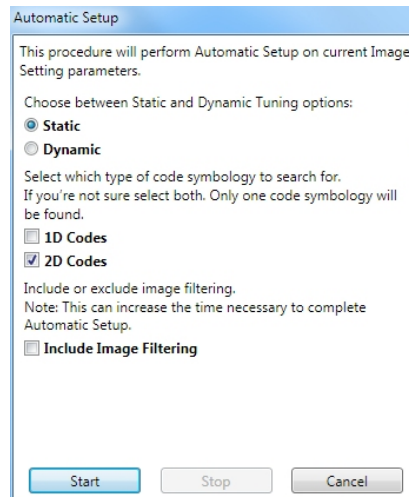 Automatic Setup
This procedure will perform Automatic Setup on current Image
Setting parameters.
Choose between Static and Dynamic Tuning options:
Static
Dynamic
Select which type of code symbology to search for.
If you're not sure select both. Only one code symbology will
be found.
1D Codes
2D Codes
Include or exclude image filtering.
Note: This can increase the time necessary to complete
Automatic Setup.
Include Image Filtering
Start Stop Cancel